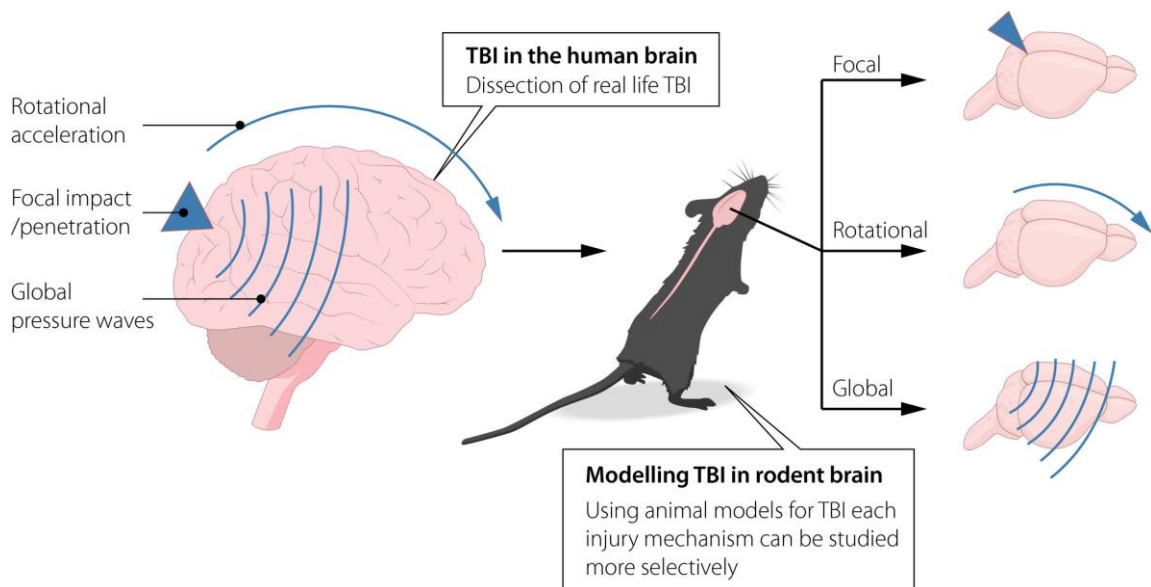 TBI in the human brain
Dissection of real life TBI
Rotational
acceleration
Focal impact
/penetration
Global
pressure waves
Focal
Rotational
Global
Modelling TBI in rodent brain
Using animal models for TBI each
injury mechanism can be studied
more selectively